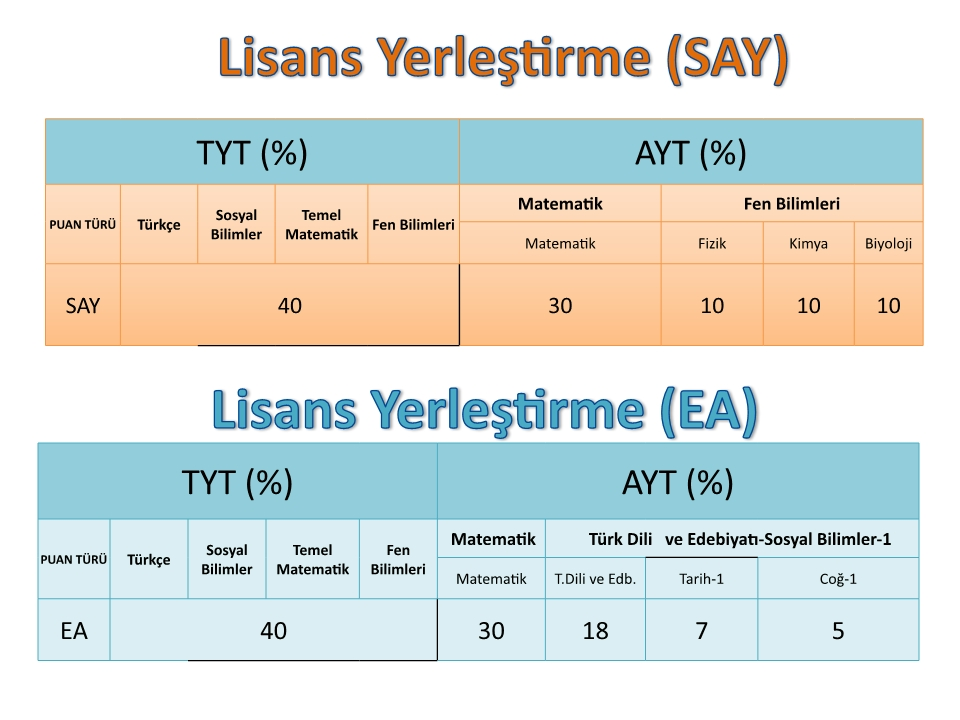 Lisans Yerleştirme (SAY)
TYT (%) AYT (%)
PUAN TÜRÜ Türkçe Sosyal Bilimler Temel Matematik Fen Bilimleri Matematik Fen Bilimleri
Matematik Fizik Kimya Biyoloji
SAY 40 30 10 10 10
Lisans Yerleştirme (EA)
TYT (%) AYT (%)
PUAN TÜRÜ Türkçe Sosyal Bilimler Temel Matematik Fen Bilimleri Matematik Türk Dili ve Edebiyatı-Sosyal Bilimler-1
Matematik T.Dili ve Edb. Tarih-1 Coğ-1
EA 40 30 18 7 5